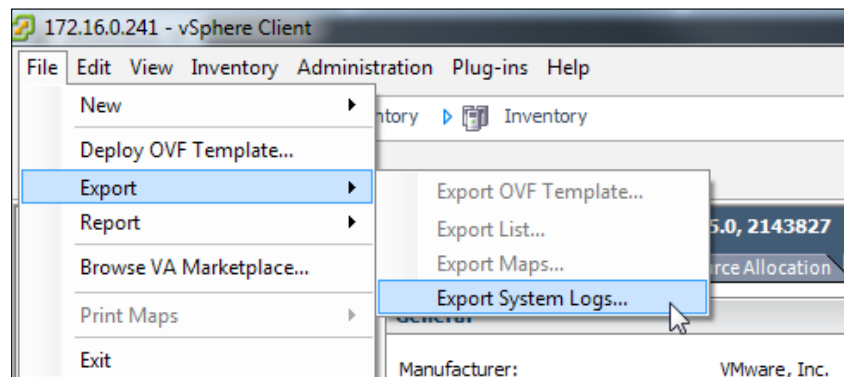 172.16.0.241 - vSphere Client
File Edit View Inventory Administration Plug-ins Help
New
ntory Inventory
Deploy OVF Template...
Export
Export OVF Template...
Report
Export List...
5.0, 2143827
Browse VA Marketplace...
Export Maps...
rce Allocation
Print Maps
Export System Logs...
General
Exit
Manufacturer: VMware, Inc.